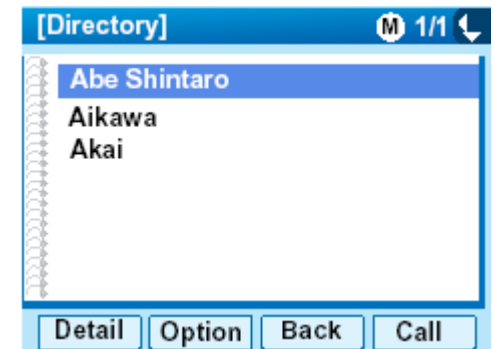 [Directory] M 1/1
Abe Shintaro
Aikawa
Akai
Detail Option Back Call